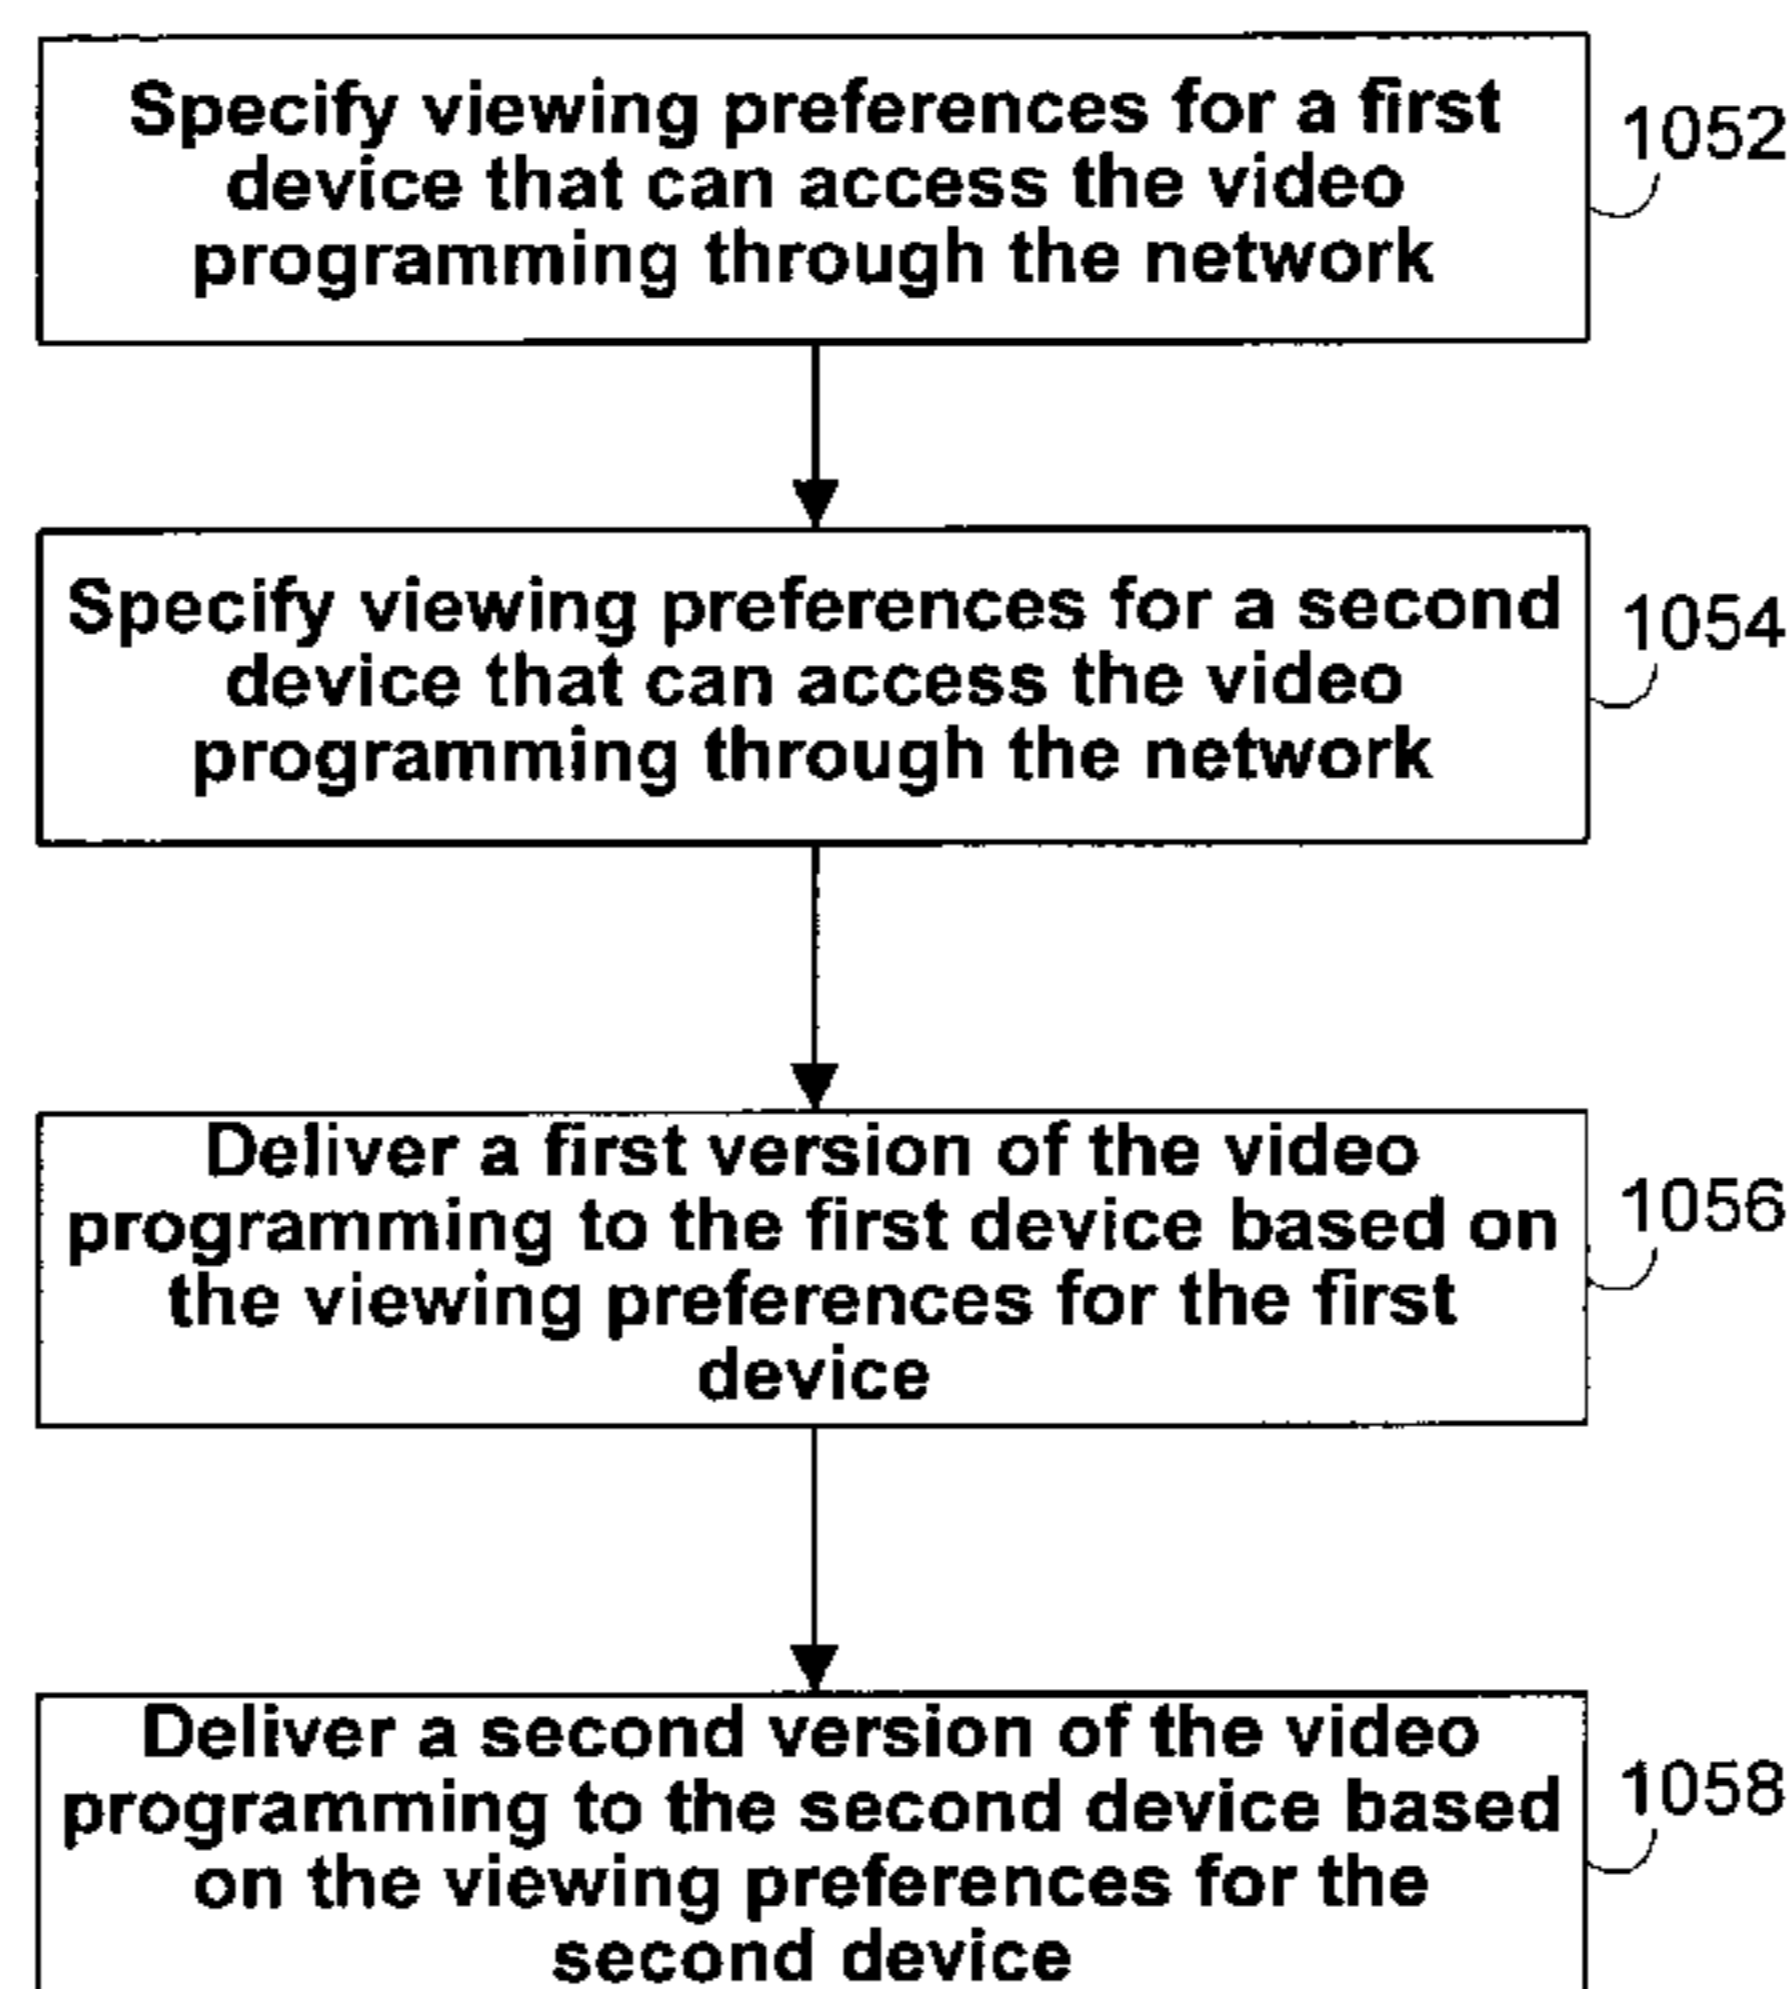 Specify viewing preferences for a first
device that can access the video
programming through the network
1052
Specify viewing preferences for a second
device that can access the video
programming through the network
1054
Deliver a first version of the video
programming to the first device based on
the viewing preferences for the first
device
1056
Deliver a second version of the video
programming to the second device based
on the viewing preferences for the
second device
1058